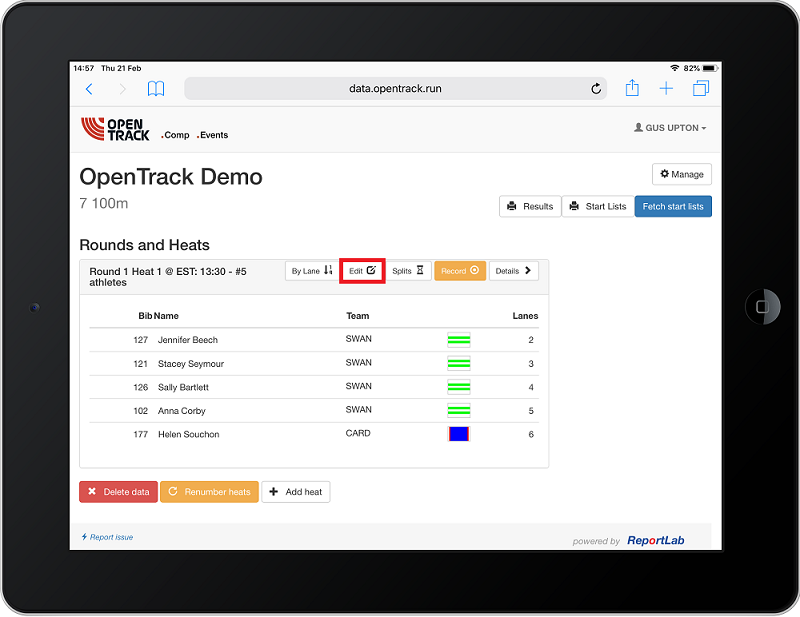 14:57 Thu 21 Feb 82%
data.opentrack.run
OPEN
TRACK .Comp .Events GUS UPTON
OpenTrack Demo Manage
7 100m Results Start Lists Fetch start lists
Rounds and Heats
Round 1 Heat 1 @ EST: 13:30 - #5
athletes
By Lane Edit Splits Record Details
Bib Name Team Lanes
127 Jennifer Beech SWAN 2
121 Stacey Seymour SWAN 3
126 Sally Bartlett SWAN 4
102 Anna Corby SWAN 5
177 Helen Souchon CARD 6
Delete data Renumber heats Add heat
Report issue powered by ReportLab